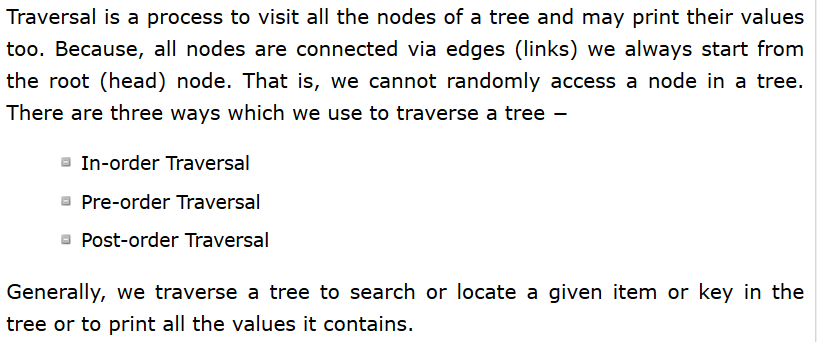 Traversal is a process to visit all the nodes of a tree and may print their values
too. Because, all nodes are connected via edges (links) we always start from
the root (head) node. That is, we cannot randomly access a node in a tree.
There are three ways which we use to traverse a tree −
In-order Traversal
Pre-order Traversal
Post-order Traversal
Generally, we traverse a tree to search or locate a given item or key in the
tree or to print all the values it contains.